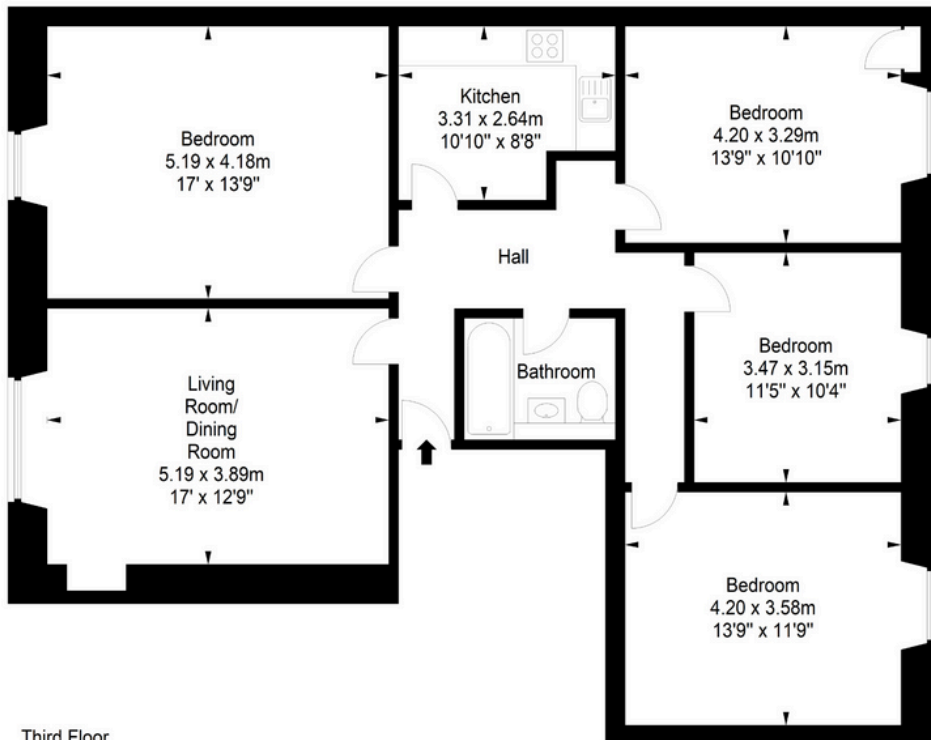 Bedroom
5.19 x 4.18m
17' x 13'9"
Kitchen
3.31 x 2.64m
10'10" x 8'8"
Bedroom
4.20 x 3.29m
13'9" x 10'10"
Hall
Living
Room/
Dining
Room
5.19 x 3.89m
17' x 12'9"
Bathroom
Bedroom
3.47 x 3.15m
11'5" x 10'4"
Bedroom
4.20 x 3.58m
13'9" x 11'9"
Third Floor